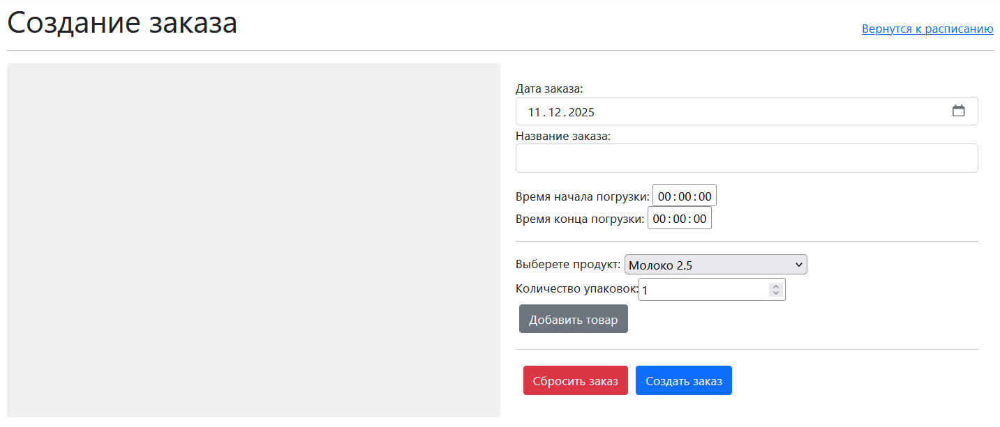 Создание заказа
Вернутся к расписанию
Дата заказа:
11.12.2025
Название заказа:
Время начала погрузки: 00:00:00
Время конца погрузки: 00:00:00
Выберете продукт: Молоко 2.5
Количество упаковок: 1
Добавить товар
Сбросить заказ Создать заказ